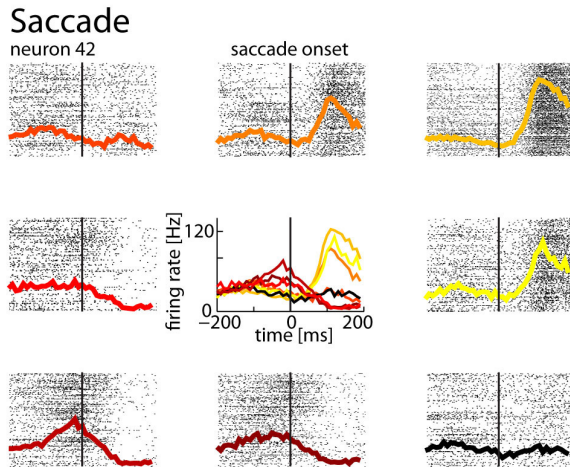 Saccade
neuron 42
saccade onset
firing rate [Hz]
120
0
−200
0
200
time [ms]